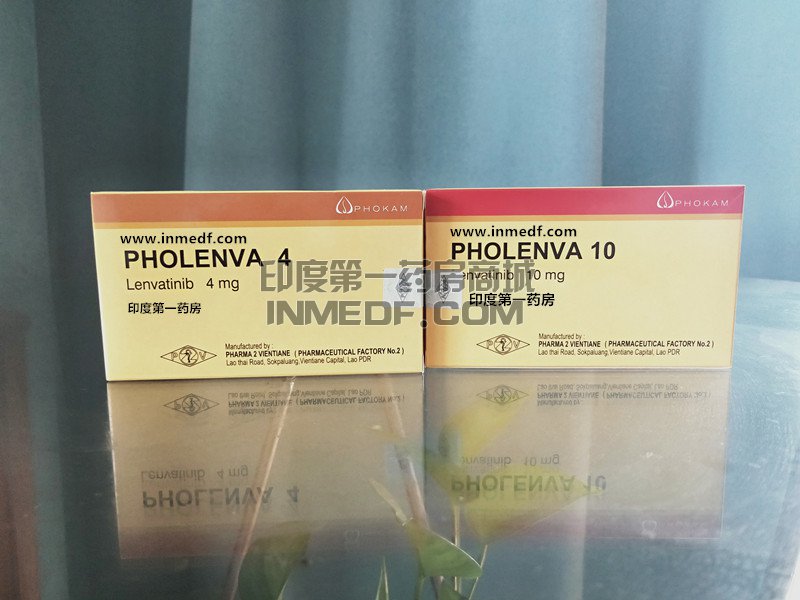 PHOKAM
www.inmedf.com
PHOLENVA 4
Lenvatinib 4 mg
印度第一药房
Manufactured by :
PHARMA 2 VIENTIANE ( PHARMACEUTICAL FACTORY No.2 )
Lao thai Road, Sokpaluang,Vientiane Capital, Lao PDR
P 2 V
PHOKAM
www.inmedf.com
PHOLENVA 10
envatinib 10 mg
印度第一药房
Manufactured by :
PHARMA 2 VIENTIANE ( PHARMACEUTICAL FACTORY No.2 )
Lao thai Road, Sokpaluang,Vientiane Capital, Lao PDR
P 2 V
印度第一药房商城
INMEDF.COM